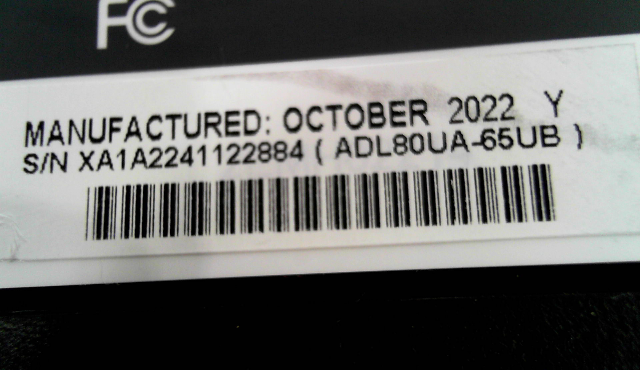 FC
MANUFACTURED: OCTOBER 2022 Y
S/N XA1A2241122884 ( ADL80UA-65UB )